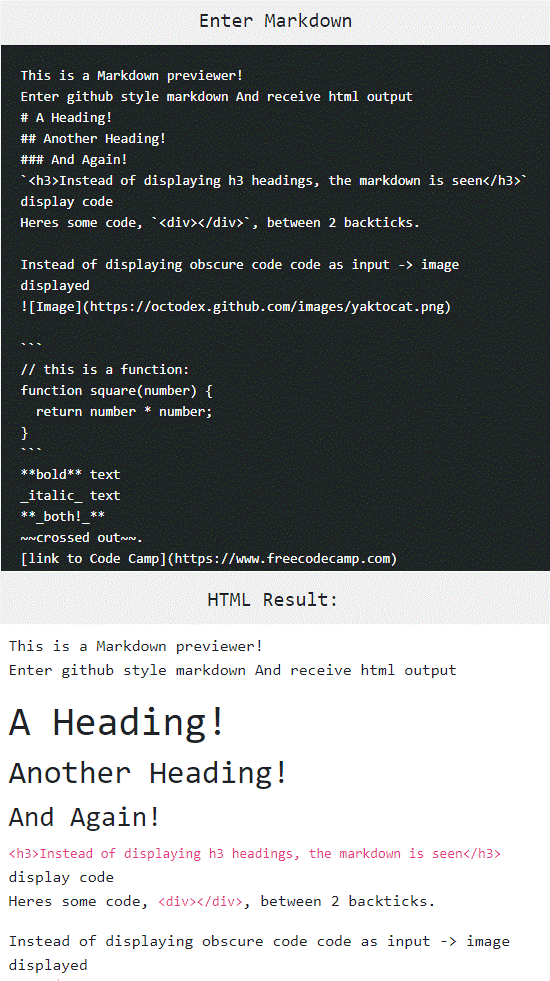 Enter Markdown
This is a Markdown previewer!
Enter github style markdown And receive html output
# A Heading!
## Another Heading!
### And Again!
`<h3>Instead of displaying h3 headings, the markdown is seen</h3>`
display code
Heres some code, `<div></div>`, between 2 backticks.
Instead of displaying obscure code code as input -> image
displayed
![Image](https://octodex.github.com/images/yaktocat.png)
```
// this is a function:
function square(number) {
  return number * number;
}
```
**bold** text
_italic_ text
**_both!_**
~~crossed out~~.
[link to Code Camp](https://www.freecodecamp.com)
HTML Result:
This is a Markdown previewer!
Enter github style markdown And receive html output
A Heading!
Another Heading!
And Again!
<h3>Instead of displaying h3 headings, the markdown is seen</h3>
display code
Heres some code, <div></div>, between 2 backticks.
Instead of displaying obscure code code as input -> image
displayed